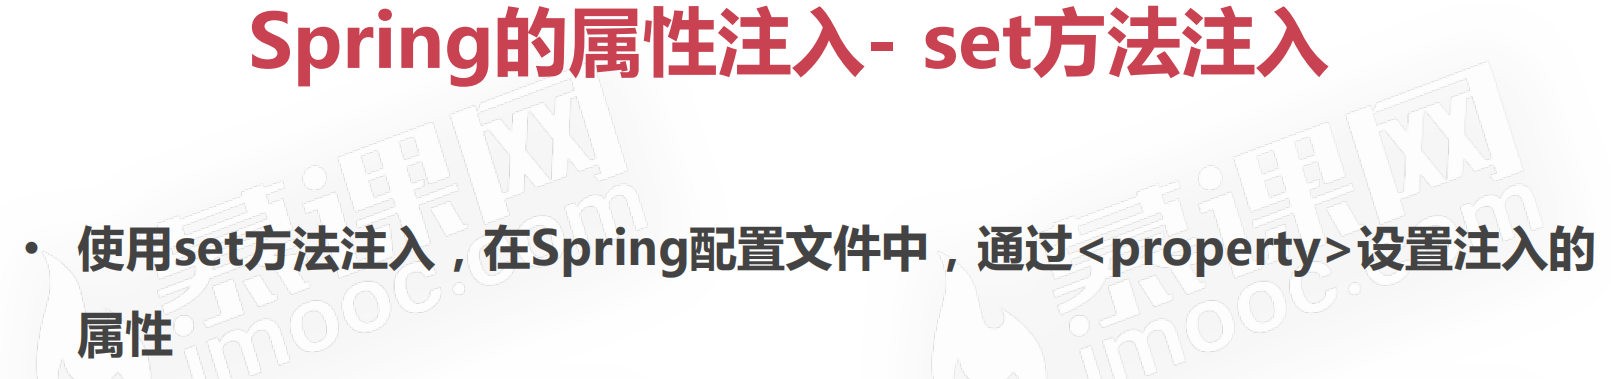 Spring的属性注入- set方法注入
• 使用set方法注入，在Spring配置文件中，通过<property>设置注入的
属性
慕课网
imooc.com
慕课网
imooc.com